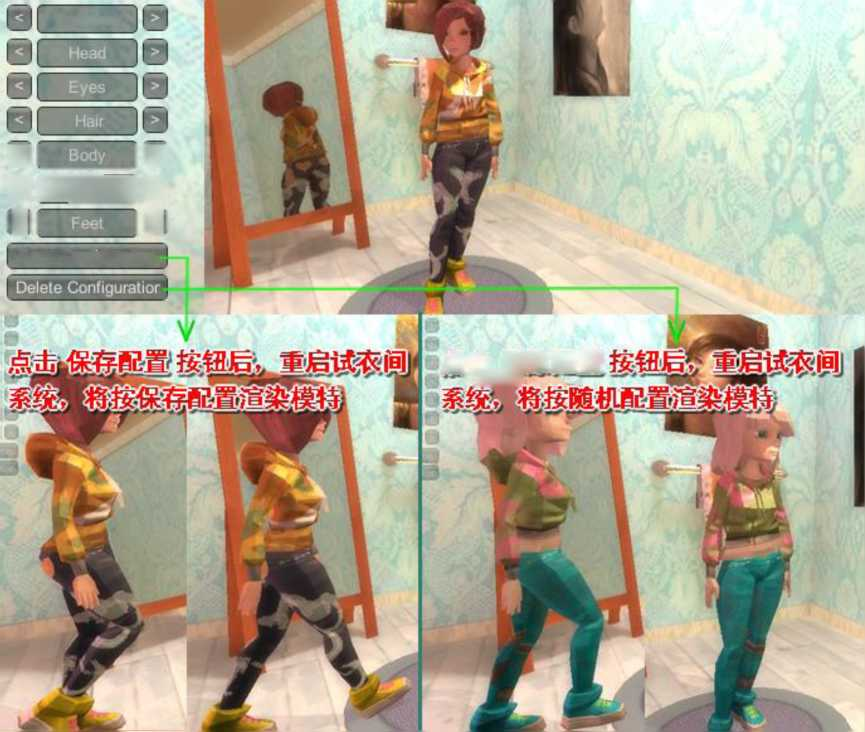 < >
< Head >
< Eyes >
< Hair >
Body
Feet
Delete Configuration
点击 保存配置 按钮后，重启试衣间
系统，将按保存配置渲染模特
按钮后，重启试衣间
系统，将按随机配置渲染模特